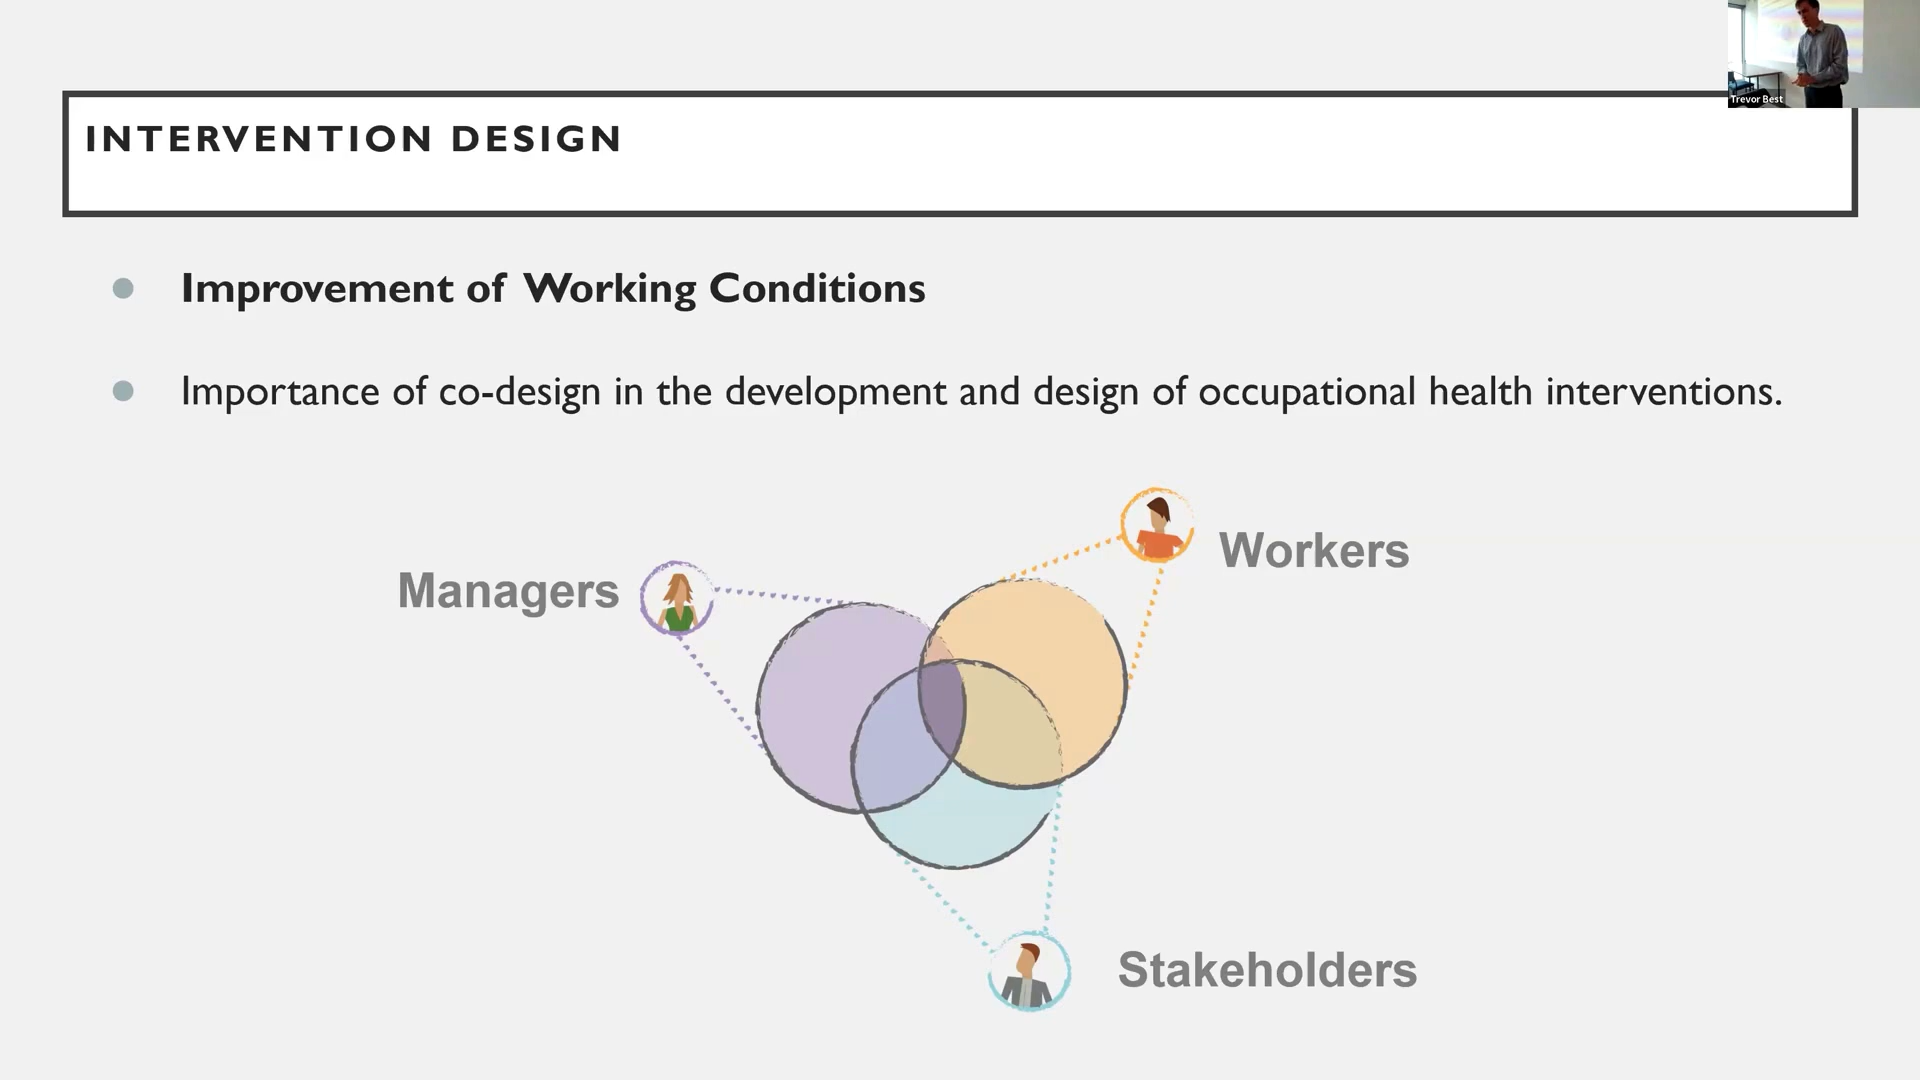 Trevor Best
INTERVENTION DESIGN
Improvement of Working Conditions
Importance of co-design in the development and design of occupational health interventions.
Workers
Managers
Stakeholders